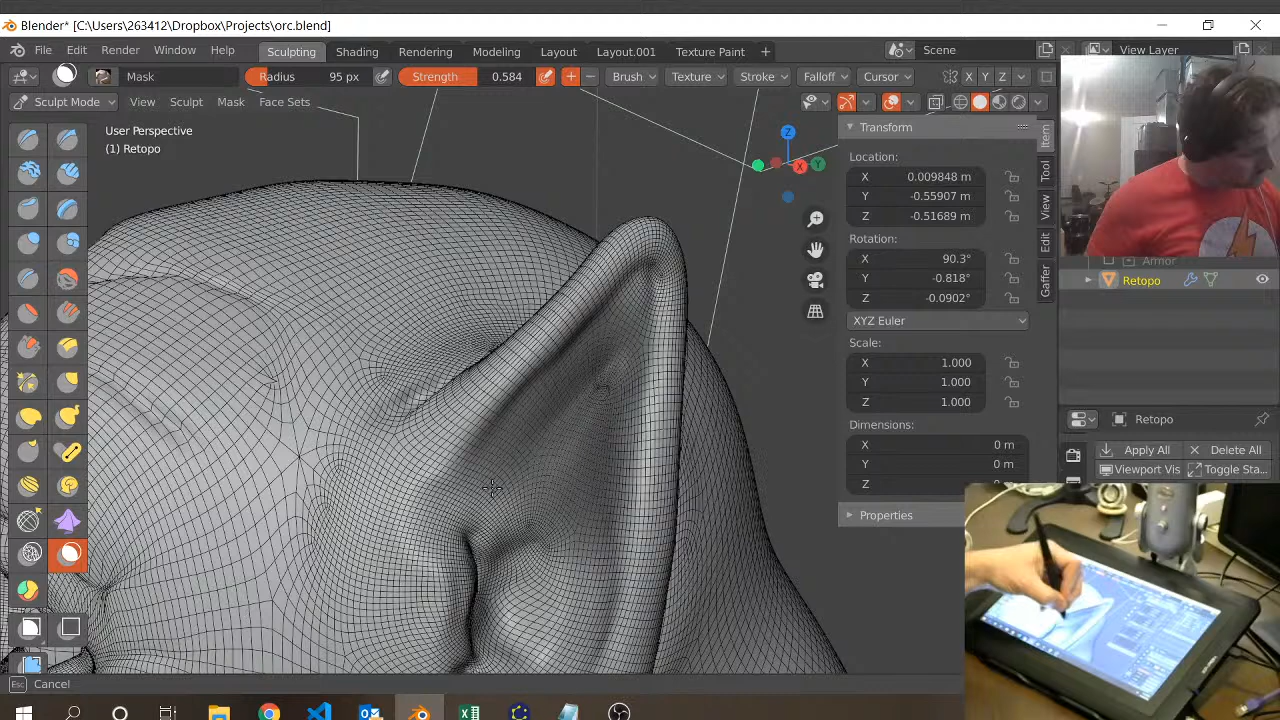 Blender* [C:\Users\263412\Dropbox\Projects\orc.blend]
File Edit Render Window Help Sculpting Shading Rendering Modeling Layout Layout.001 Texture Paint + Scene View Layer
Mask Radius 95 px Strength 0.584 + − Brush Texture Stroke Falloff Cursor X Y Z
Sculpt Mode View Sculpt Mask Face Sets
User Perspective
(1) Retopo
Z
X
Y
Transform
Location:
X 0.009848 m
Y -0.55907 m
Z -0.51689 m
Rotation:
X 90.3°
Y -0.818°
Z -0.0902°
XYZ Euler
Scale:
X 1.000
Y 1.000
Z 1.000
Dimensions:
X 0 m
Y 0 m
Z
Properties
Item
Tool
View
Edit
Gaffer
Armor
Retopo
Retopo
Apply All Delete All
Viewport Vis Toggle Sta...
Esc Cancel